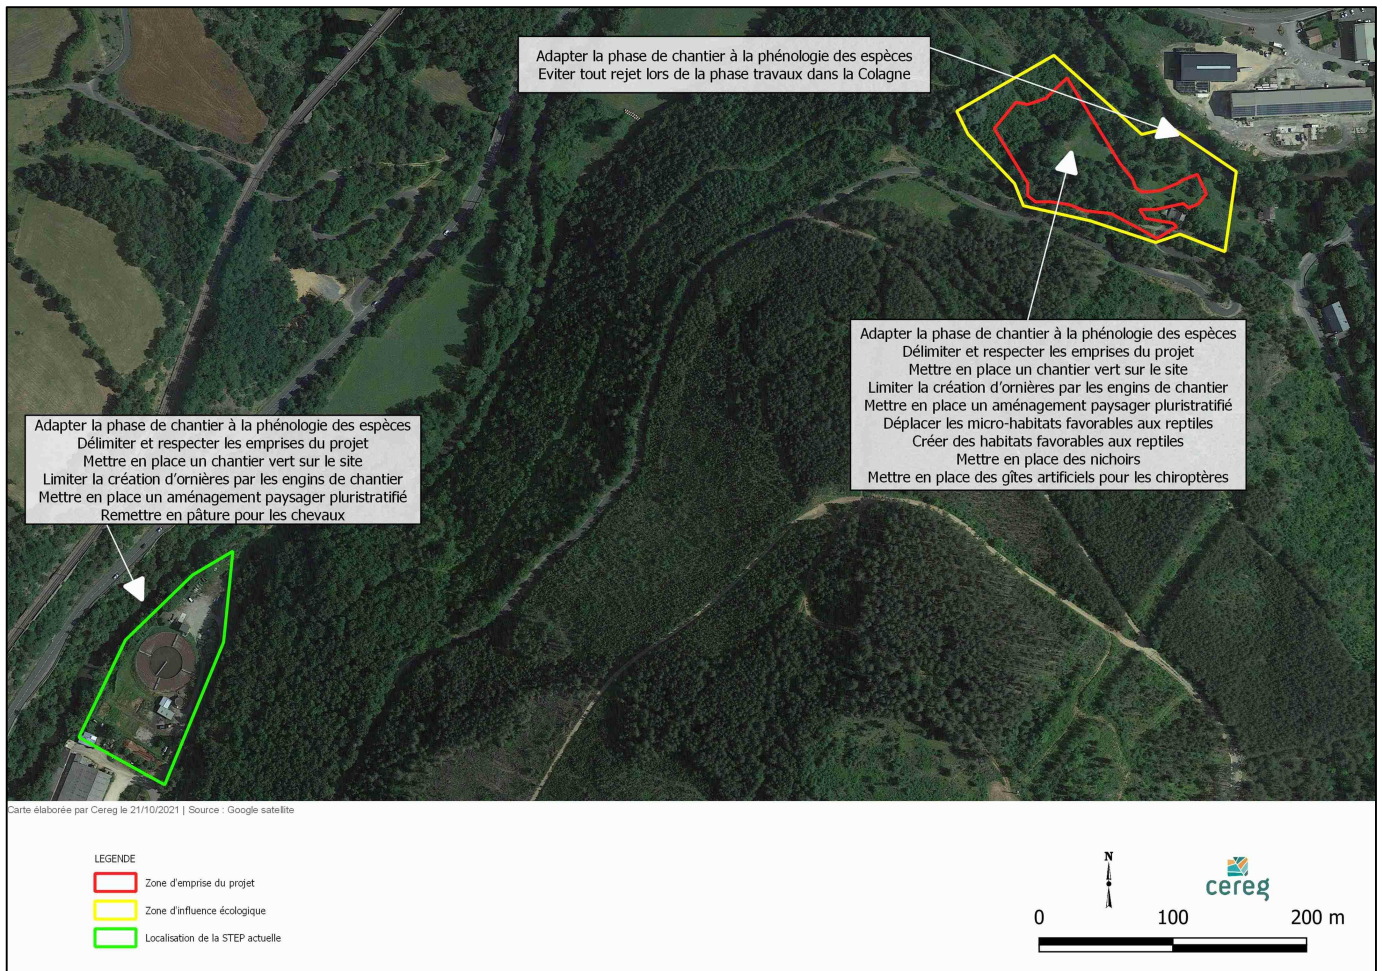 Adapter la phase de chantier à la phénologie des espèces
Eviter tout rejet lors de la phase travaux dans la Colagne
Adapter la phase de chantier à la phénologie des espèces
Délimiter et respecter les emprises du projet
Mettre en place un chantier vert sur le site
Limiter la création d'ornières par les engins de chantier
Mettre en place un aménagement paysager pluristratifié
Déplacer les micro-habitats favorables aux reptiles
Créer des habitats favorables aux reptiles
Mettre en place des nichoirs
Mettre en place des gîtes artificiels pour les chiroptères
Adapter la phase de chantier à la phénologie des espèces
Délimiter et respecter les emprises du projet
Mettre en place un chantier vert sur le site
Limiter la création d'ornières par les engins de chantier
Mettre en place un aménagement paysager pluristratifié
Remettre en pâture pour les chevaux
Carte élaborée par Cereg le 21/10/2021 | Source : Google satellite
LEGENDE
Zone d'emprise du projet
Zone d'influence écologique
Localisation de la STEP actuelle
N
cereg
0 100 200 m